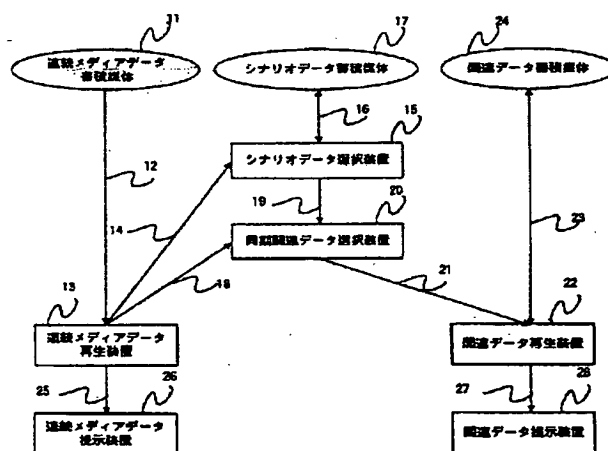 11
連続メディアデータ
蓄積媒体
17
シナリオデータ蓄積媒体
24
関連データ蓄積媒体
16
15
シナリオデータ選択装置
12
19
20
14
同期関連データ選択装置
23
18
21
13
連続メディアデータ
再生装置
22
関連データ再生装置
25
26
連続メディアデータ
提示装置
27
28
関連データ提示装置